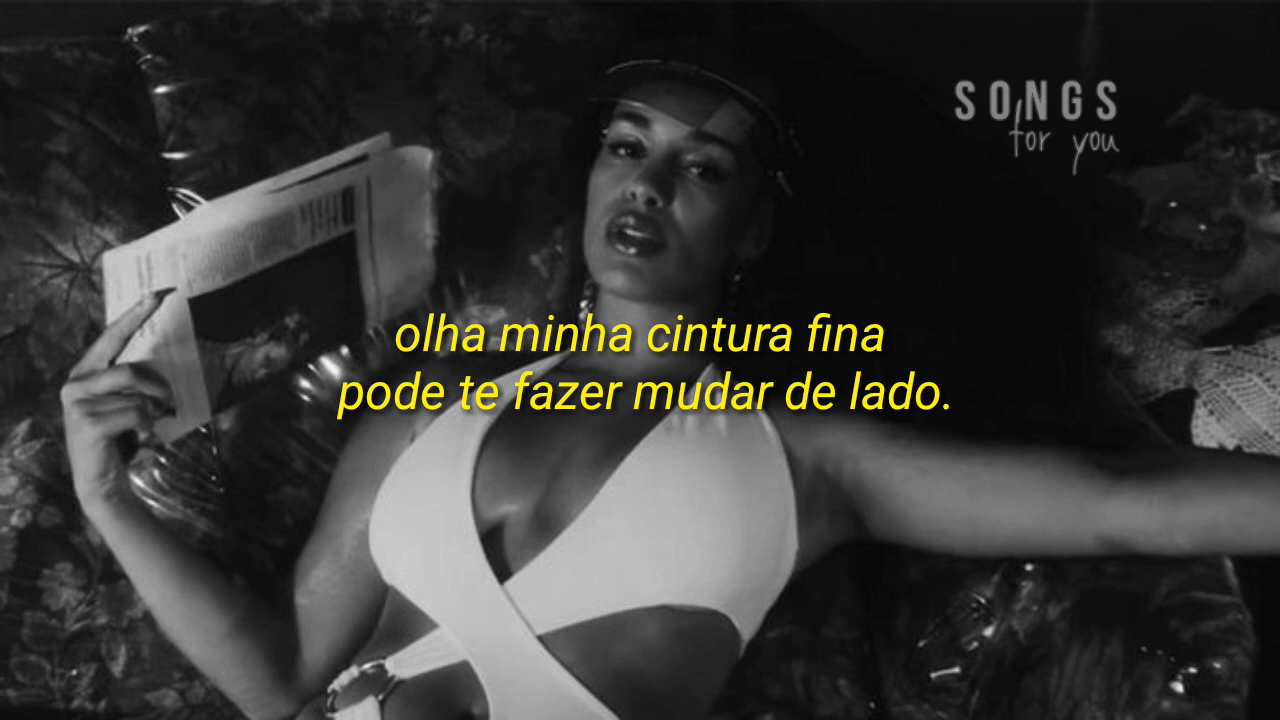 SONGS
for you
olha minha cintura fina
pode te fazer mudar de lado.